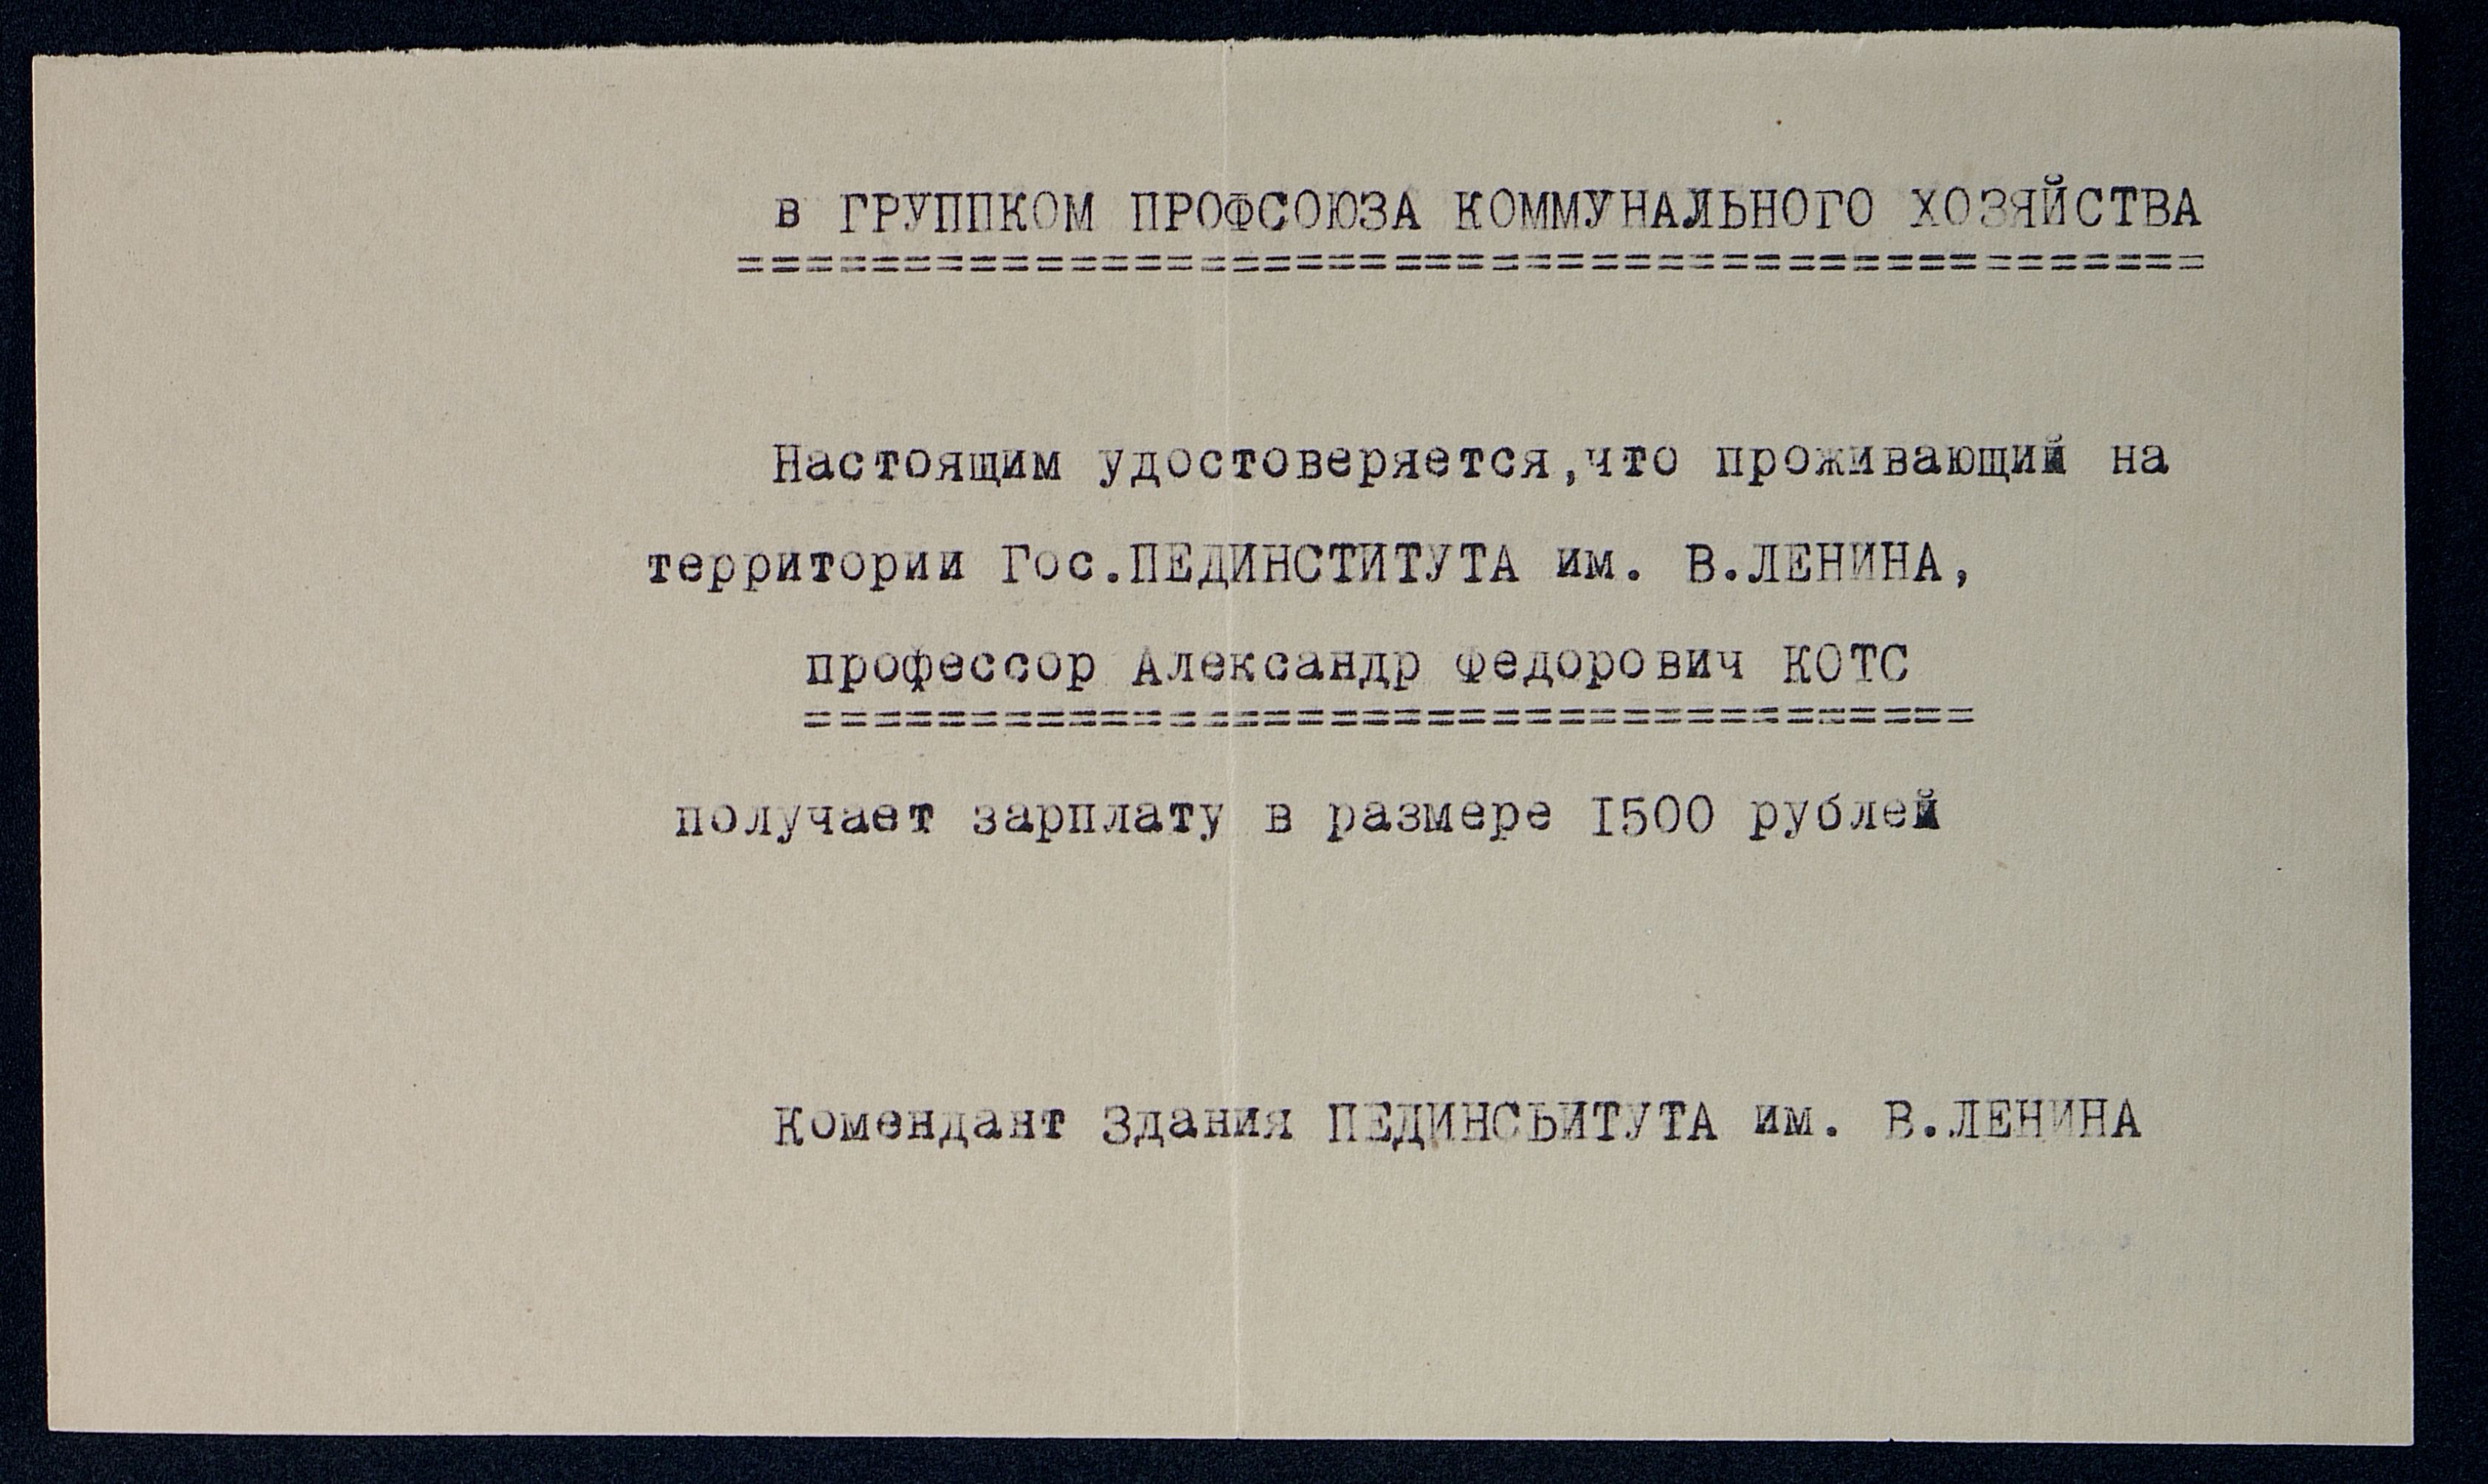 в ГРУППКОМ ПРОФСОЮЗА КОММУНАЛЬНОГО ХОЗЯЙСТВА
=============================================
Настоящим удостоверяется,что проживающий на
территории Гос.ПЕДИНСТИТУТА им. В.ЛЕНИНА,
профессор Александр Федорович КОТС
====================================
получает зарплату в размере I500 рублей
Комендант Здания ПЕДИНСЬИТУТА им. В.ЛЕНИНА